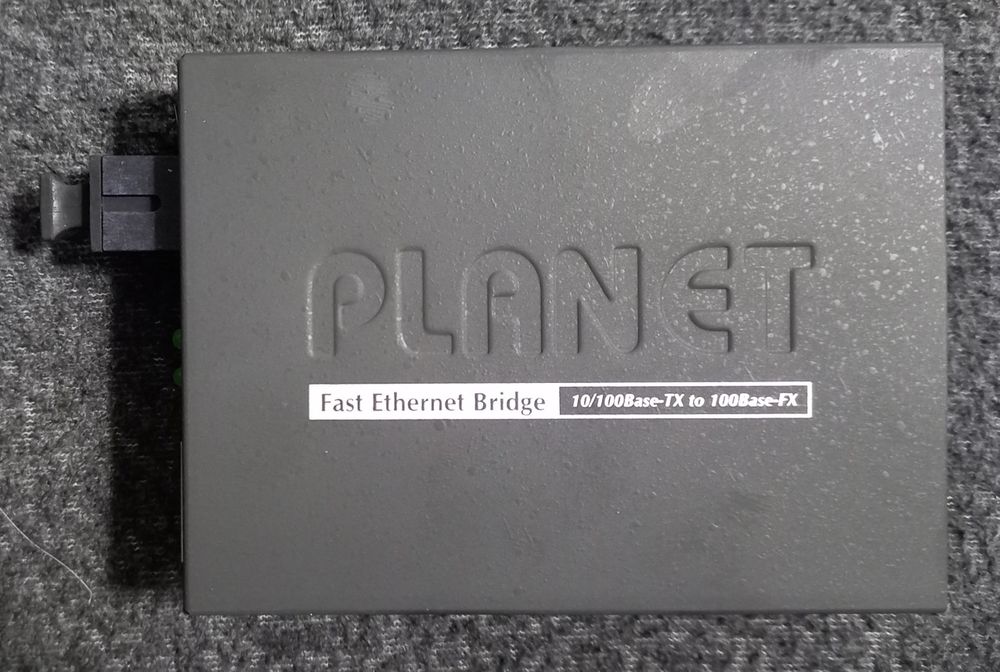 PLANET
Fast Ethernet Bridge 10/100Base-TX to 100Base-FX